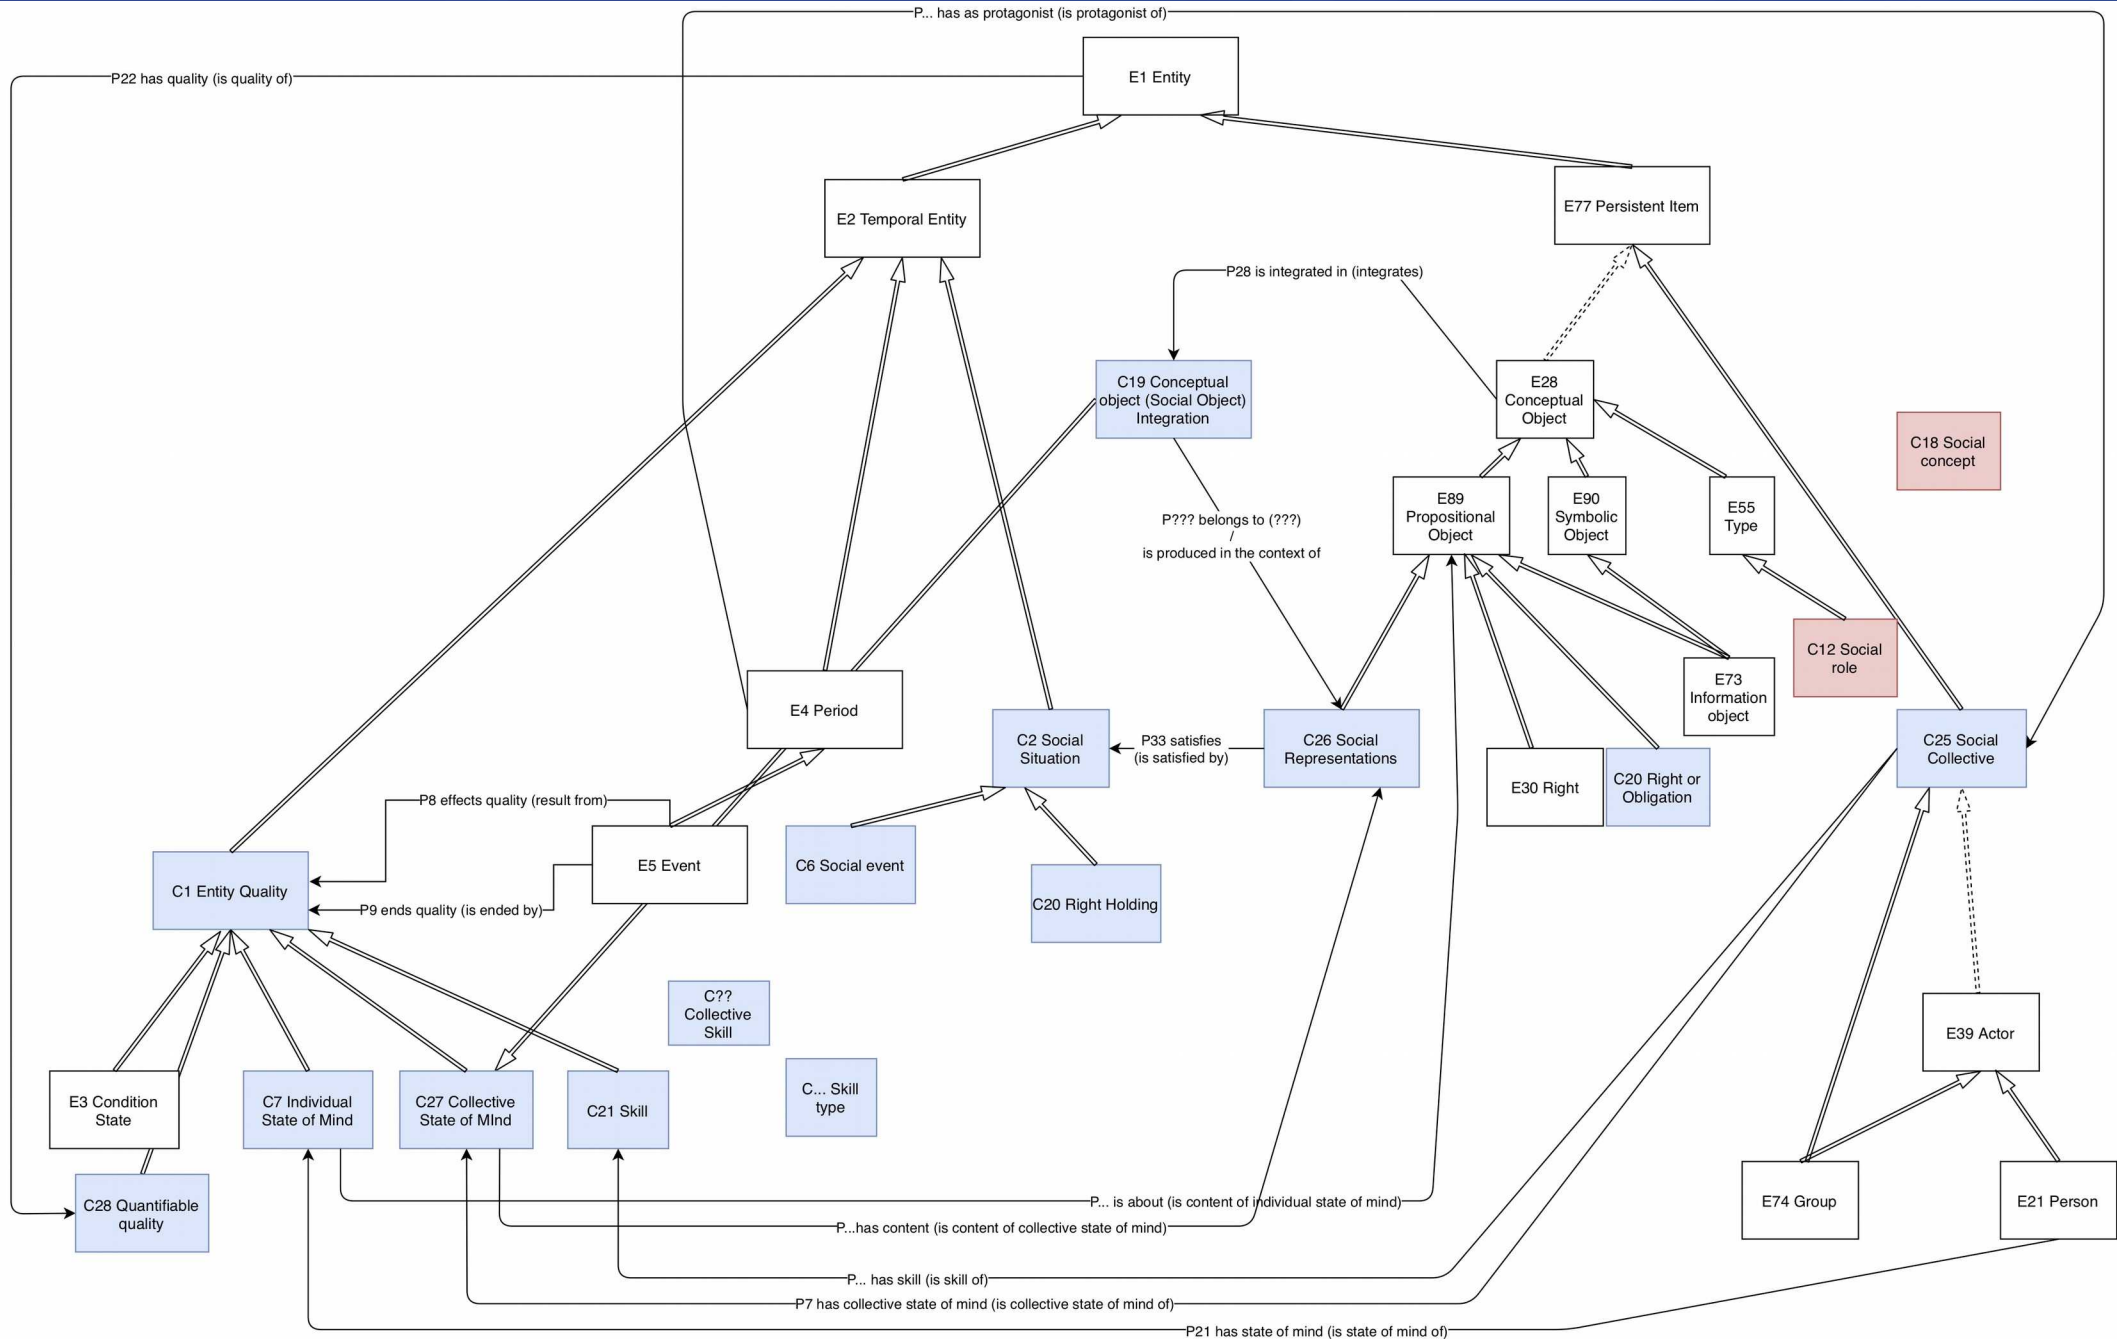 P... has as protagonist (is protagonist of)
E1 Entity
P22 has quality (is quality of)
E2 Temporal Entity
E77 Persistent Item
P28 is integrated in (integrates)
C19 Conceptual
object (Social Object)
Integration
E28
Conceptual
Object
C18 Social
concept
E89
Propositional
Object
E90
Symbolic
Object
E55
Type
P??? belongs to (???)
/
is produced in the context of
C12 Social
role
E73
Information
object
E4 Period
C2 Social
Situation
P33 satisfies
(is satisfied by)
C26 Social
Representations
C25 Social
Collective
E30 Right
C20 Right or
Obligation
P8 effects quality (result from)
E5 Event
C6 Social event
C1 Entity Quality
P9 ends quality (is ended by)
C20 Right Holding
C??
Collective
Skill
E39 Actor
E3 Condition
State
C7 Individual
State of Mind
C27 Collective
State of MInd
C21 Skill
C... Skill
type
C28 Quantifiable
quality
P... is about (is content of individual state of mind)
E74 Group
E21 Person
P...has content (is content of collective state of mind)
P... has skill (is skill of)
P7 has collective state of mind (is collective state of mind of)
P21 has state of mind (is state of mind of)